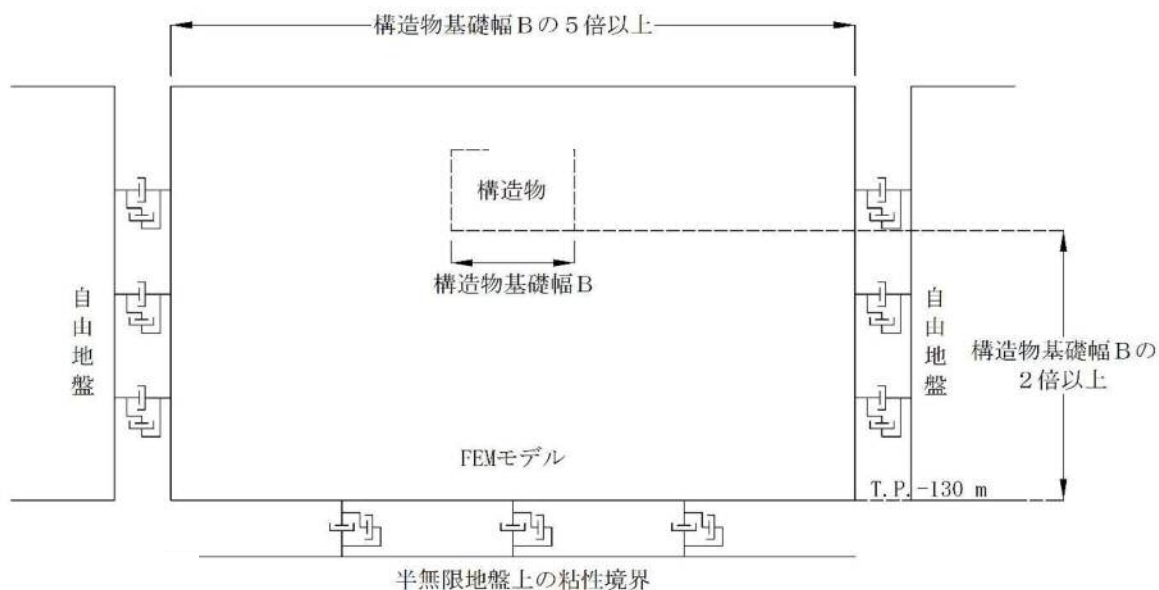 構造物基礎幅Bの5倍以上
構造物
構造物基礎幅B
自由地盤
自由地盤
構造物基礎幅Bの
2倍以上
FEMモデル
T.P.-130 m
半無限地盤上の粘性境界